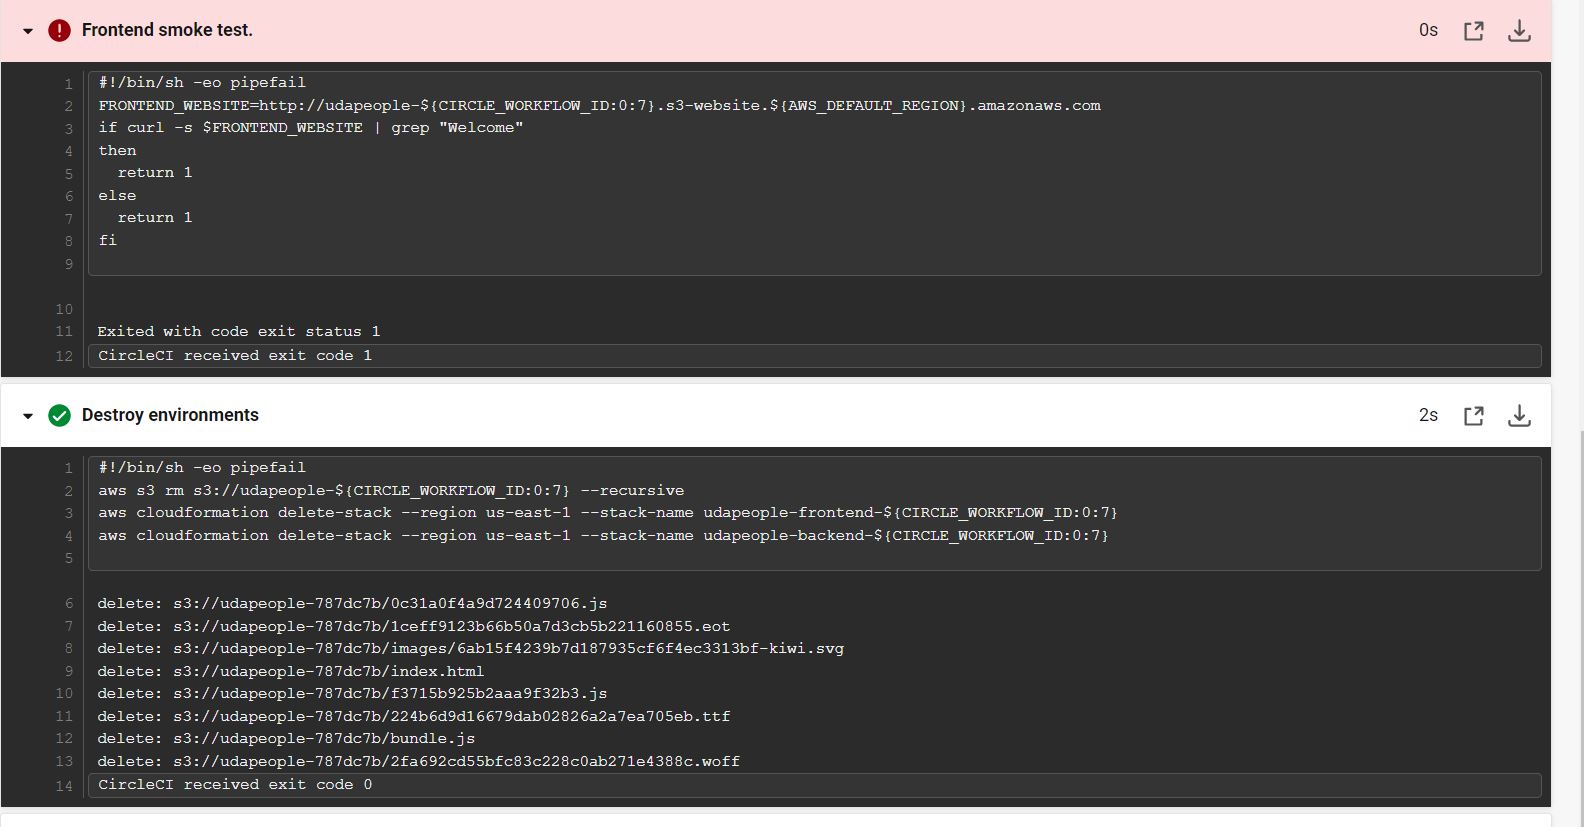 Frontend smoke test.
0s
1 #!/bin/sh -eo pipefail
2 FRONTEND_WEBSITE=http://udapeople-${CIRCLE_WORKFLOW_ID:0:7}.s3-website.${AWS_DEFAULT_REGION}.amazonaws.com
3 if curl -s $FRONTEND_WEBSITE | grep "Welcome"
4 then
5   return 1
6 else
7   return 1
8 fi
9
10
11 Exited with code exit status 1
12 CircleCI received exit code 1
Destroy environments
2s
1 #!/bin/sh -eo pipefail
2 aws s3 rm s3://udapeople-${CIRCLE_WORKFLOW_ID:0:7} --recursive
3 aws cloudformation delete-stack --region us-east-1 --stack-name udapeople-frontend-${CIRCLE_WORKFLOW_ID:0:7}
4 aws cloudformation delete-stack --region us-east-1 --stack-name udapeople-backend-${CIRCLE_WORKFLOW_ID:0:7}
5
6 delete: s3://udapeople-787dc7b/0c31a0f4a9d724409706.js
7 delete: s3://udapeople-787dc7b/1ceff9123b66b50a7d3cb5b221160855.eot
8 delete: s3://udapeople-787dc7b/images/6ab15f4239b7d187935cf6f4ec3313bf-kiwi.svg
9 delete: s3://udapeople-787dc7b/index.html
10 delete: s3://udapeople-787dc7b/f3715b925b2aaa9f32b3.js
11 delete: s3://udapeople-787dc7b/224b6d9d16679dab02826a2a7ea705eb.ttf
12 delete: s3://udapeople-787dc7b/bundle.js
13 delete: s3://udapeople-787dc7b/2fa692cd55bfc83c228c0ab271e4388c.woff
14 CircleCI received exit code 0